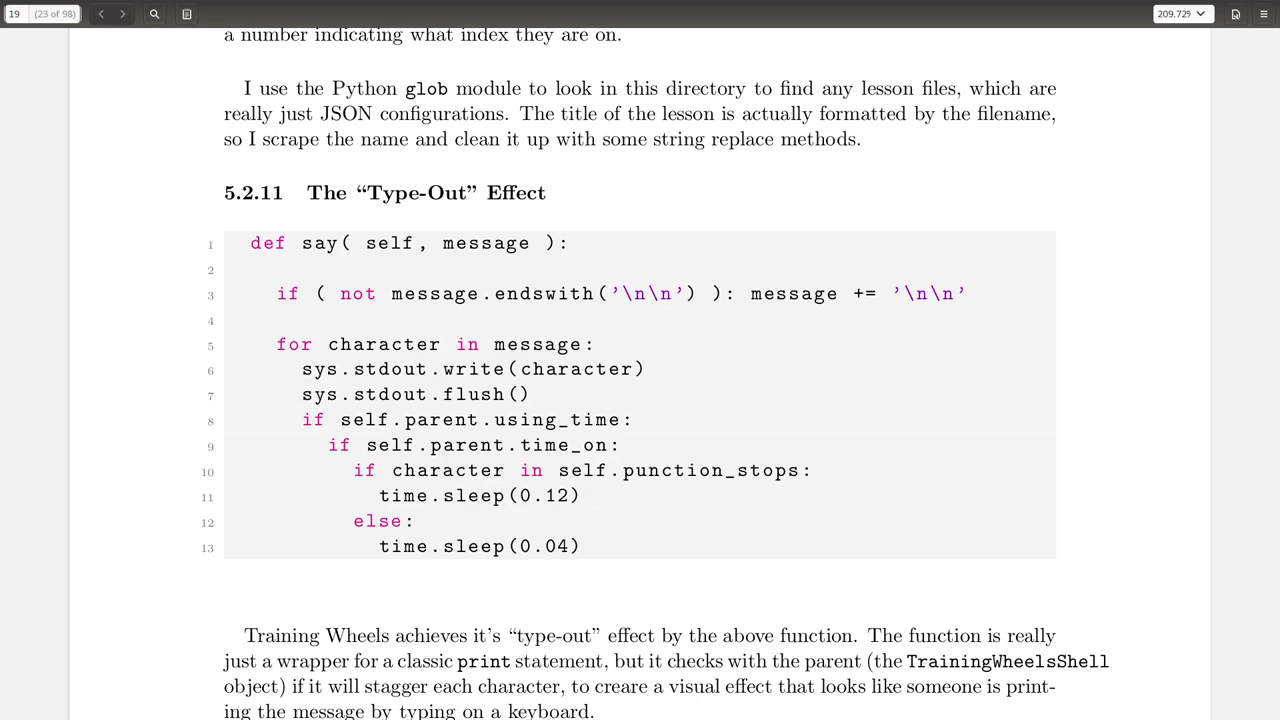 19 (23 of 98) 209.72%
a number indicating what index they are on.
I use the Python glob module to look in this directory to find any lesson files, which are
really just JSON configurations. The title of the lesson is actually formatted by the filename,
so I scrape the name and clean it up with some string replace methods.
5.2.11 The “Type-Out” Effect
1 def say( self, message ):
2
3 if ( not message.endswith('\n\n') ): message += '\n\n'
4
5 for character in message:
6 sys.stdout.write(character)
7 sys.stdout.flush()
8 if self.parent.using_time:
9 if self.parent.time_on:
10 if character in self.punction_stops:
11 time.sleep(0.12)
12 else:
13 time.sleep(0.04)
Training Wheels achieves it's “type-out” effect by the above function. The function is really
just a wrapper for a classic print statement, but it checks with the parent (the TrainingWheelsShell
object) if it will stagger each character, to creare a visual effect that looks like someone is print-
ing the message by typing on a keyboard.